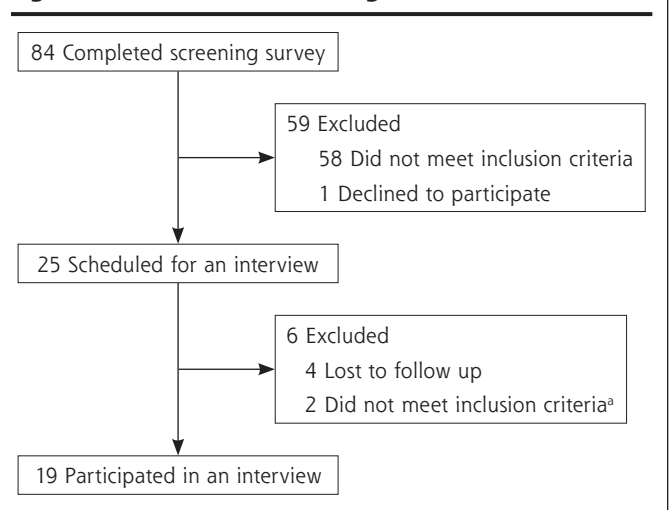 84 Completed screening survey
59 Excluded
58 Did not meet inclusion criteria
1 Declined to participate
25 Scheduled for an interview
6 Excluded
4 Lost to follow up
2 Did not meet inclusion criteriaᵃ
19 Participated in an interview